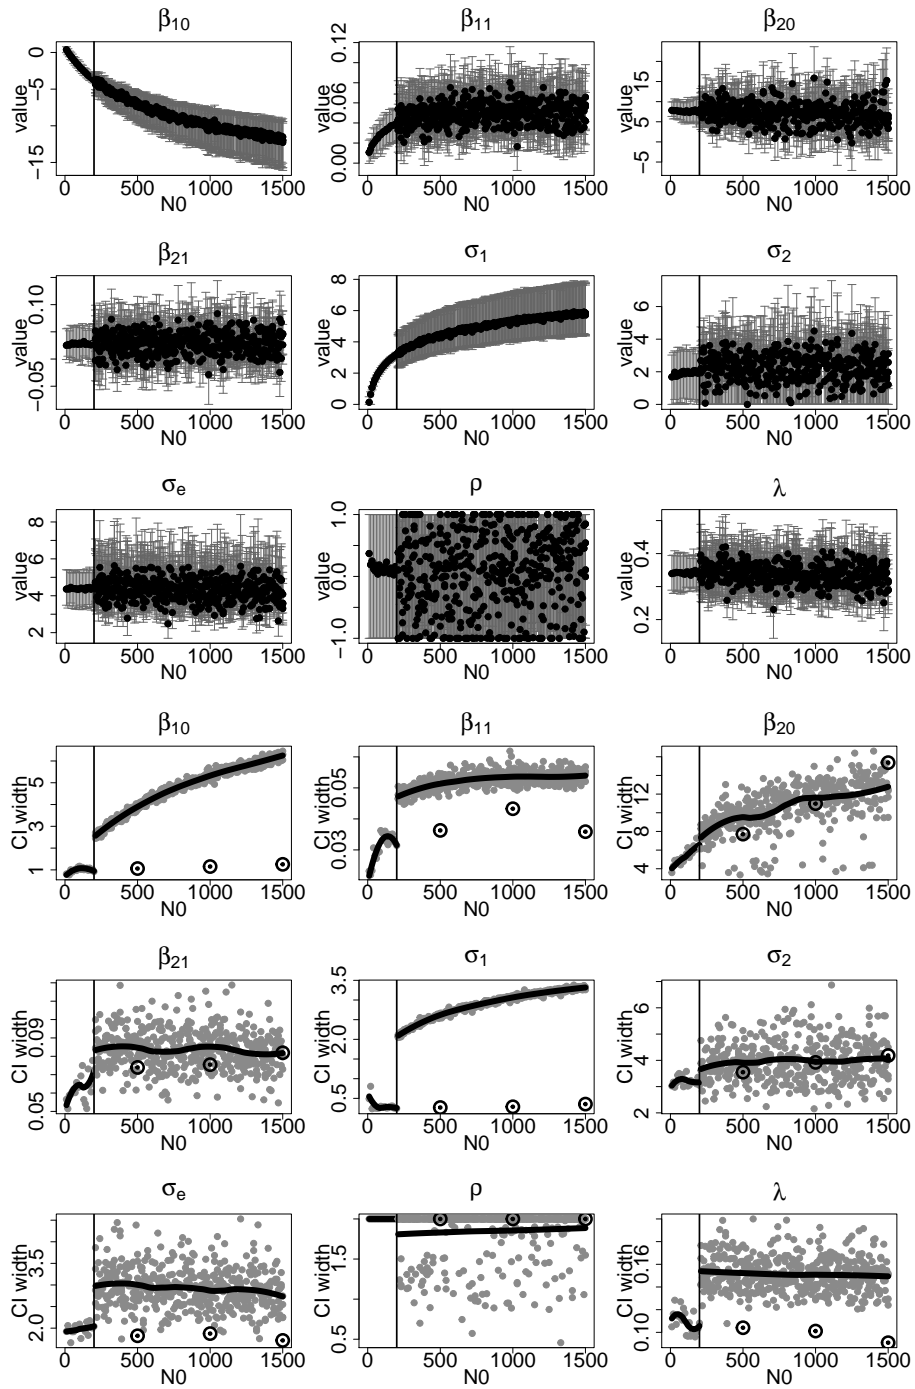 β10 β11 β20
value 0 −5 −15 0 500 1000 1500 N0
value 0.12 0.06 0.00 0 500 1000 1500 N0
value 15 5 −5 0 500 1000 1500 N0
β21 σ1 σ2
value 0.10 −0.05 0 500 1000 1500 N0
value 8 6 4 2 0 0 500 1000 1500 N0
value 6 4 2 0 0 500 1000 1500 N0
σe ρ λ
value 8 6 4 2 0 500 1000 1500 N0
value 1.0 0.0 −1.0 0 500 1000 1500 N0
value 0.4 0.2 0 500 1000 1500 N0
β10 β11 β20
CI width 5 3 1 0 500 1000 1500 N0
CI width 0.05 0.03 0 500 1000 1500 N0
CI width 12 8 4 0 500 1000 1500 N0
β21 σ1 σ2
CI width 0.09 0.05 0 500 1000 1500 N0
CI width 3.5 2.0 0.5 0 500 1000 1500 N0
CI width 6 4 2 0 500 1000 1500 N0
σe ρ λ
CI width 3.5 2.0 0 500 1000 1500 N0
CI width 1.5 0.5 0 500 1000 1500 N0
CI width 0.16 0.10 0 500 1000 1500 N0